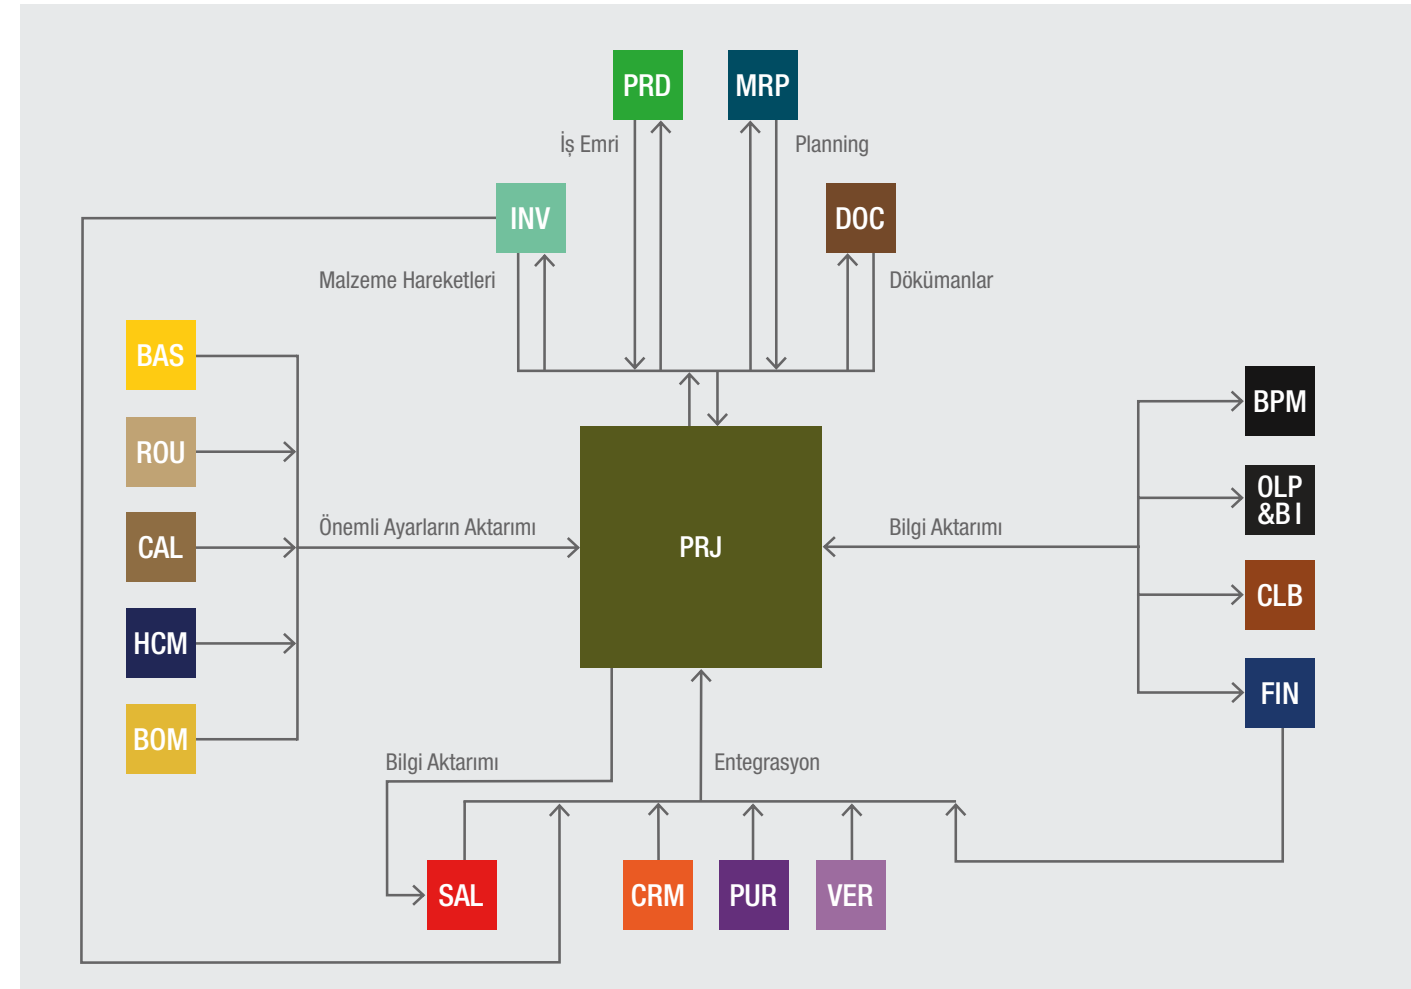 PRD
MRP
İş Emri
Planning
INV
DOC
Malzeme Hareketleri
Dökümanlar
BAS
ROU
CAL
HCM
BOM
Önemli Ayarların Aktarımı
PRJ
Bilgi Aktarımı
BPM
OLP
&BI
CLB
FIN
Bilgi Aktarımı
Entegrasyon
SAL
CRM
PUR
VER